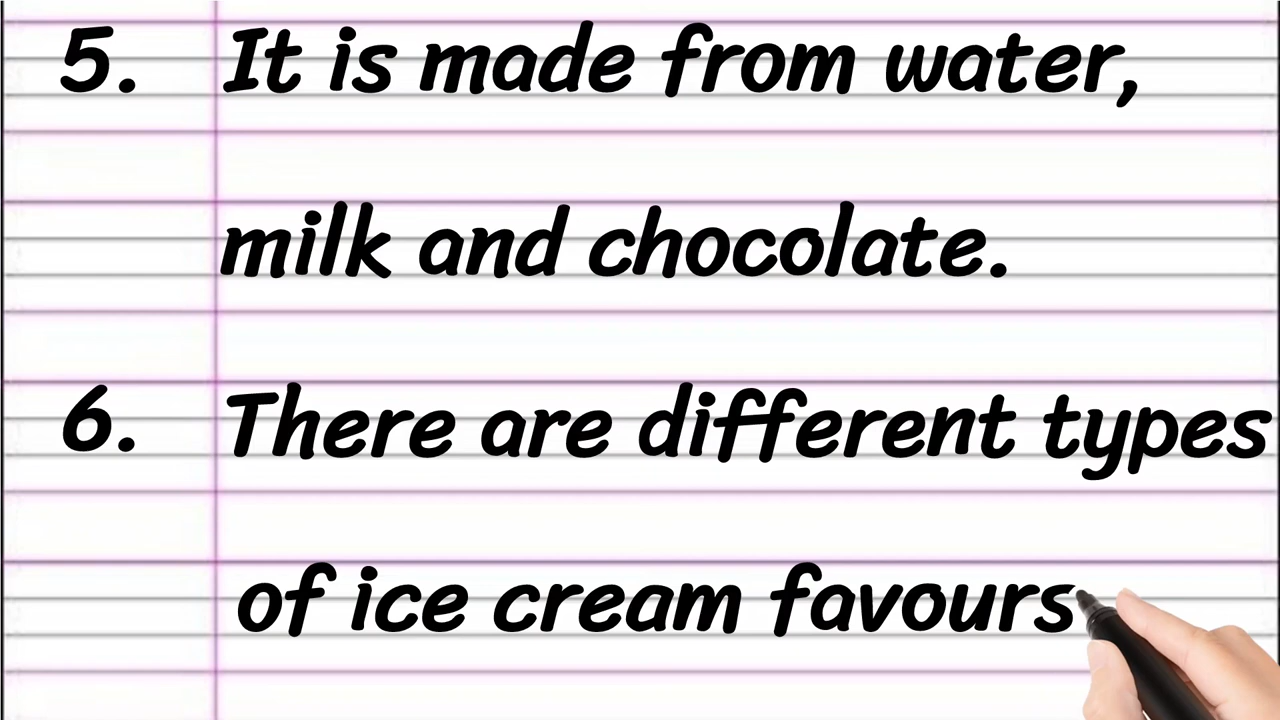 5. It is made from water,
milk and chocolate.
6. There are different types
of ice cream favours